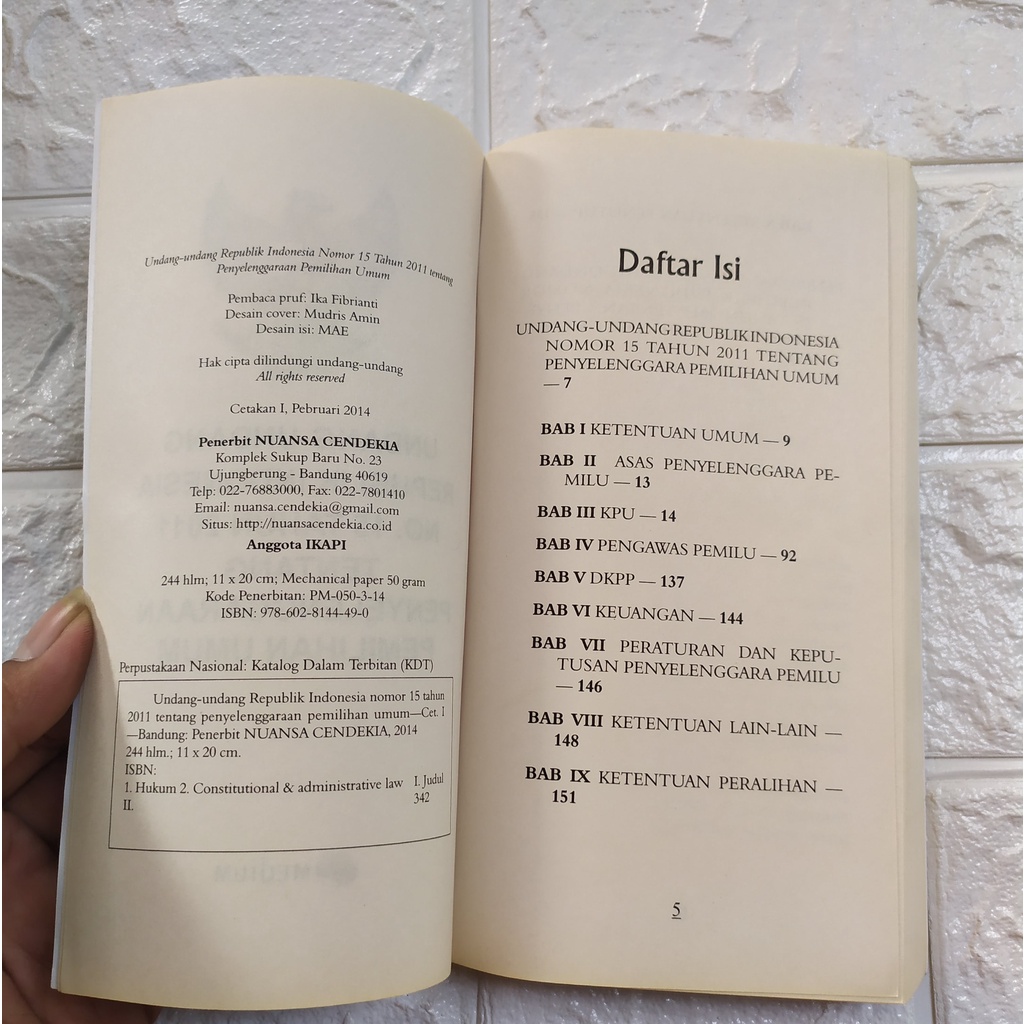 Undang-undang Republik Indonesia Nomor 15 Tahun 2011 tentang
Penyelenggaraan Pemilihan Umum
Pembaca pruf: Ika Fibrianti
Desain cover: Mudris Amin
Desain isi: MAE
Hak cipta dilindungi undang-undang
All rights reserved
Cetakan I, Pebruari 2014
Penerbit NUANSA CENDEKIA
Komplek Sukup Baru No. 23
Ujungberung - Bandung 40619
Telp: 022-76883000, Fax: 022-7801410
Email: nuansa.cendekia@gmail.com
Situs: http://nuansacendekia.co.id
Anggota IKAPI
244 hlm; 11 x 20 cm; Mechanical paper 50 gram
Kode Penerbitan: PM-050-3-14
ISBN: 978-602-8144-49-0
Perpustakaan Nasional: Katalog Dalam Terbitan (KDT)
Undang-undang Republik Indonesia nomor 15 tahun
2011 tentang penyelenggaraan pemilihan umum—Cet. I
—Bandung: Penerbit NUANSA CENDEKIA, 2014
244 hlm.; 11 x 20 cm.
ISBN:
1. Hukum 2. Constitutional & administrative law I. Judul
II. 342
Daftar Isi
UNDANG-UNDANG REPUBLIK INDONESIA
NOMOR 15 TAHUN 2011 TENTANG
PENYELENGGARA PEMILIHAN UMUM
— 7
BAB I KETENTUAN UMUM — 9
BAB II ASAS PENYELENGGARA PE-
MILU — 13
BAB III KPU — 14
BAB IV PENGAWAS PEMILU — 92
BAB V DKPP — 137
BAB VI KEUANGAN — 144
BAB VII PERATURAN DAN KEPU-
TUSAN PENYELENGGARA PEMILU
— 146
BAB VIII KETENTUAN LAIN-LAIN —
148
BAB IX KETENTUAN PERALIHAN —
151
5